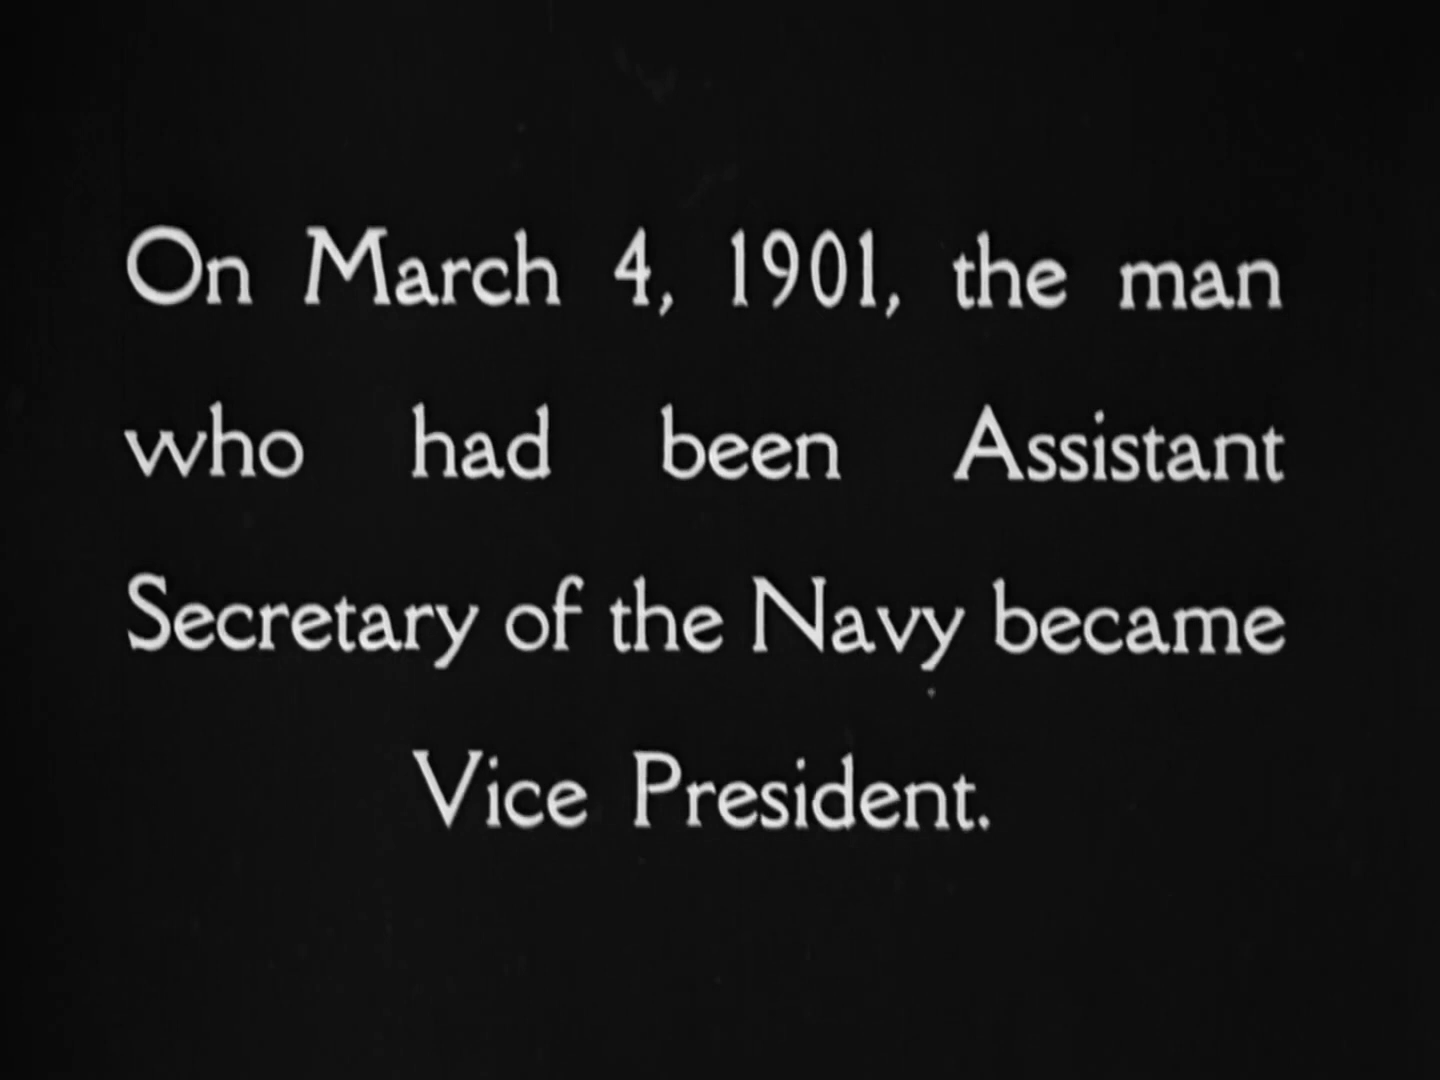 On March 4, 1901, the man
who had been Assistant
Secretary of the Navy became
Vice President.